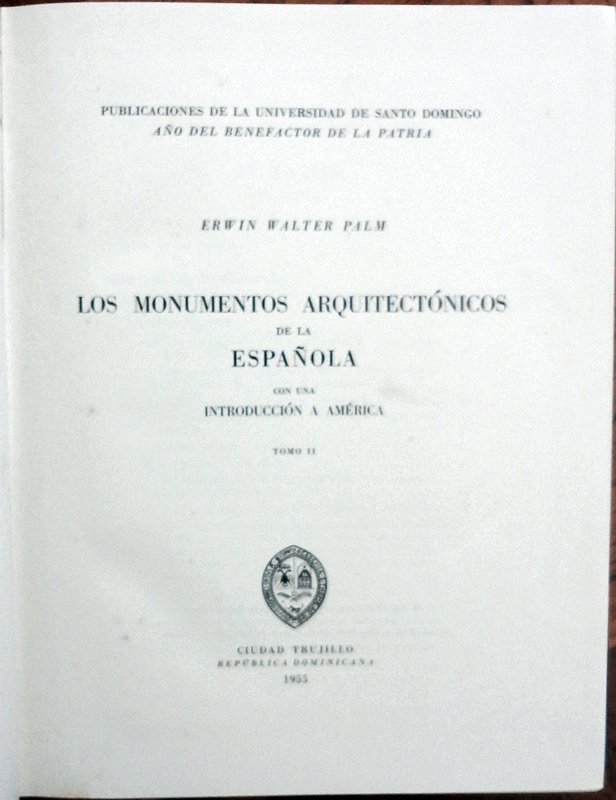 PUBLICACIONES DE LA UNIVERSIDAD DE SANTO DOMINGO
AÑO DEL BENEFACTOR DE LA PATRIA
ERWIN WALTER PALM
LOS MONUMENTOS ARQUITECTÓNICOS
DE LA
ESPAÑOLA
CON UNA
INTRODUCCIÓN A AMÉRICA
TOMO II
CIUDAD TRUJILLO
REPÚBLICA DOMINICANA
1955